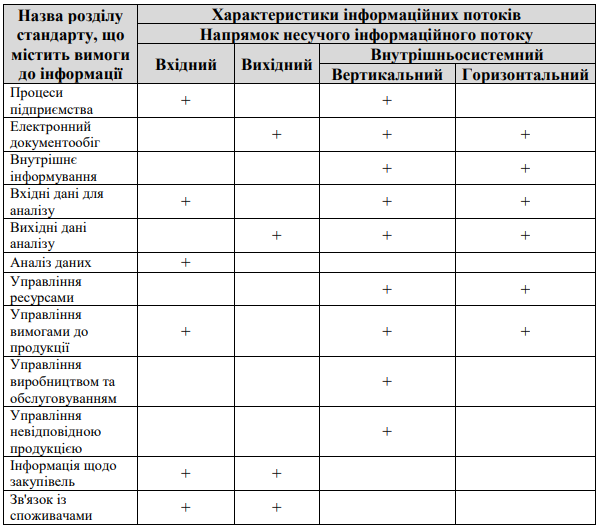 Назва розділу стандарту, що містить вимоги до інформації
Характеристики інформаційних потоків
Напрямок несучого інформаційного потоку
Вхідний
Вихідний
Внутрішньосистемний
Вертикальний
Горизонтальний
Процеси
підприємства + +
Електронний
документообіг + + +
Внутрішнє
інформування + +
Вхідні дані для
аналізу + + +
Вихідні дані
аналізу + + +
Аналіз даних +
Управління
ресурсами + +
Управління
вимогами до + + +
продукції
Управління
виробництвом та +
обслуговуванням
Управління
невідповідною +
продукцією
Інформація щодо
закупівель + +
Зв'язок із
споживачами + +